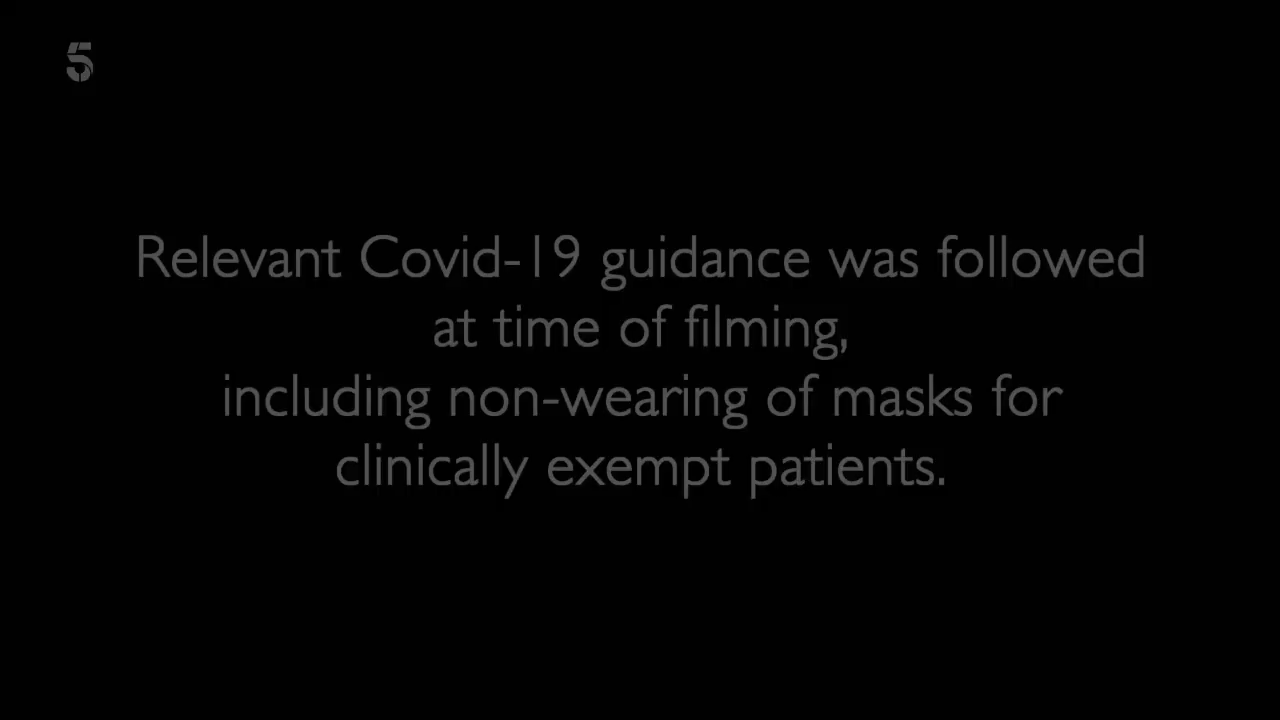 5
Relevant Covid-19 guidance was followed
at time of filming,
including non-wearing of masks for
clinically exempt patients.